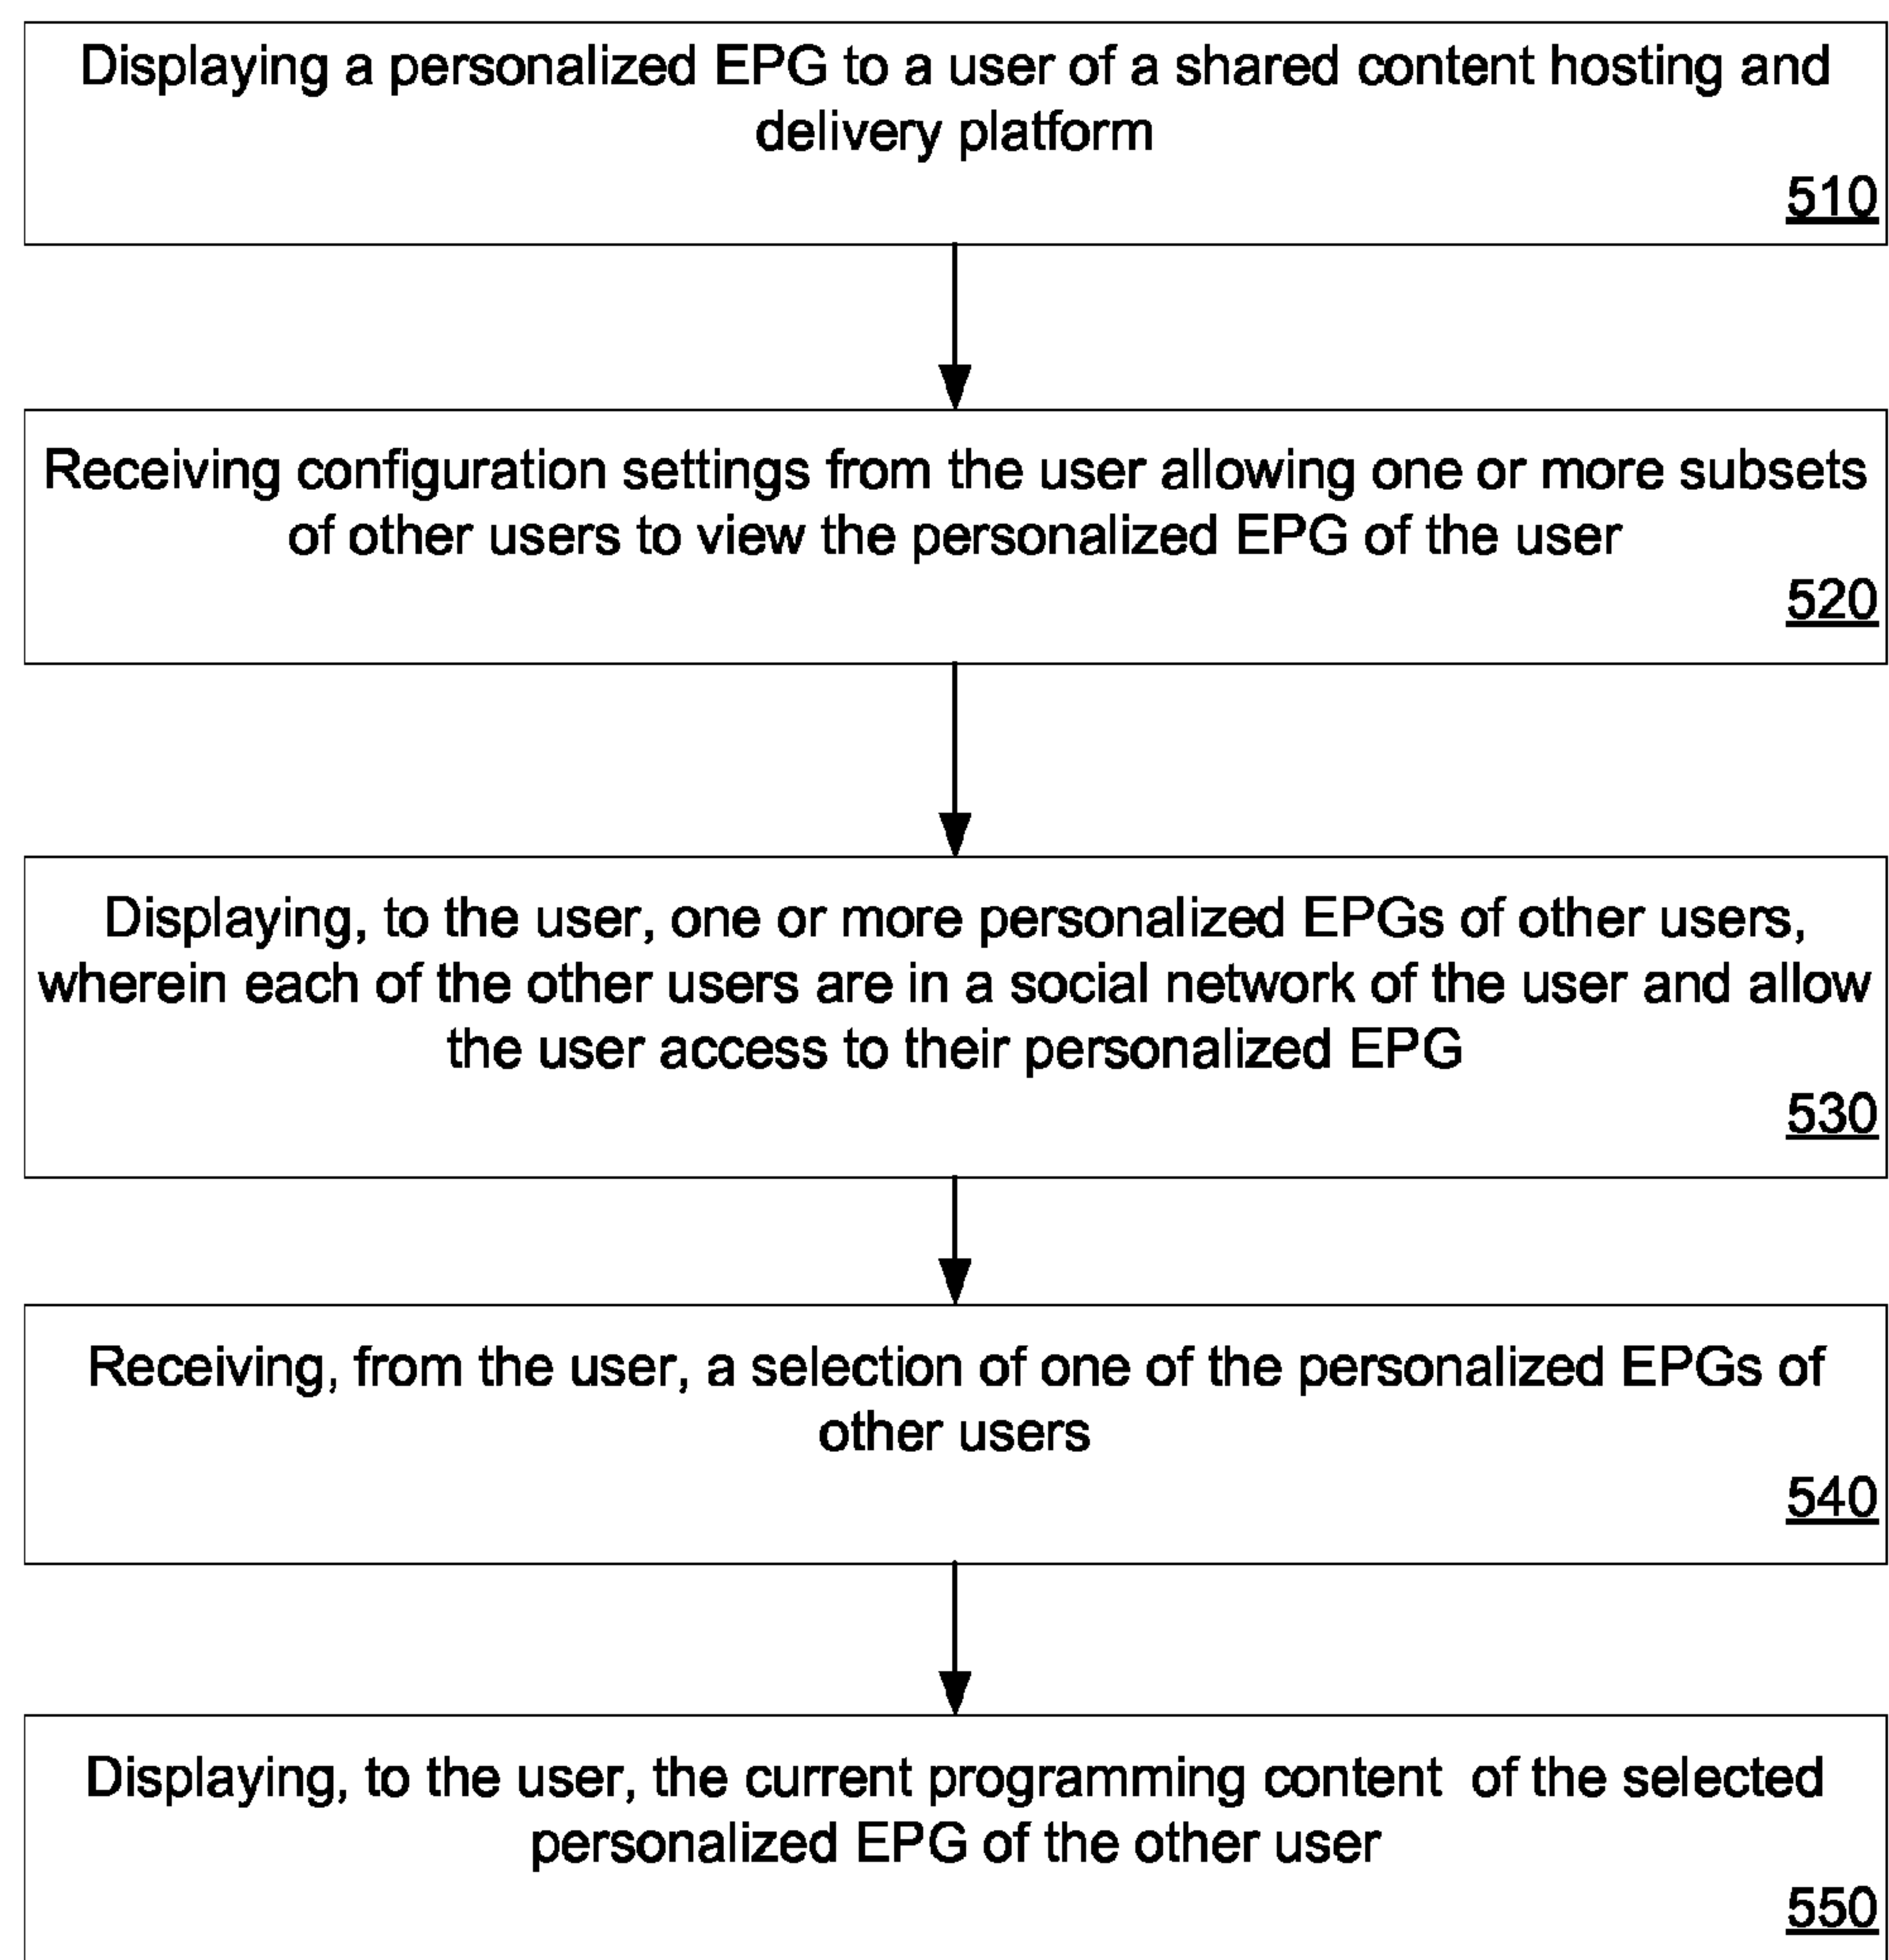 Displaying a personalized EPG to a user of a shared content hosting and
delivery platform
510
Receiving configuration settings from the user allowing one or more subsets
of other users to view the personalized EPG of the user
520
Displaying, to the user, one or more personalized EPGs of other users,
wherein each of the other users are in a social network of the user and allow
the user access to their personalized EPG
530
Receiving, from the user, a selection of one of the personalized EPGs of
other users
540
Displaying, to the user, the current programming content of the selected
personalized EPG of the other user
550